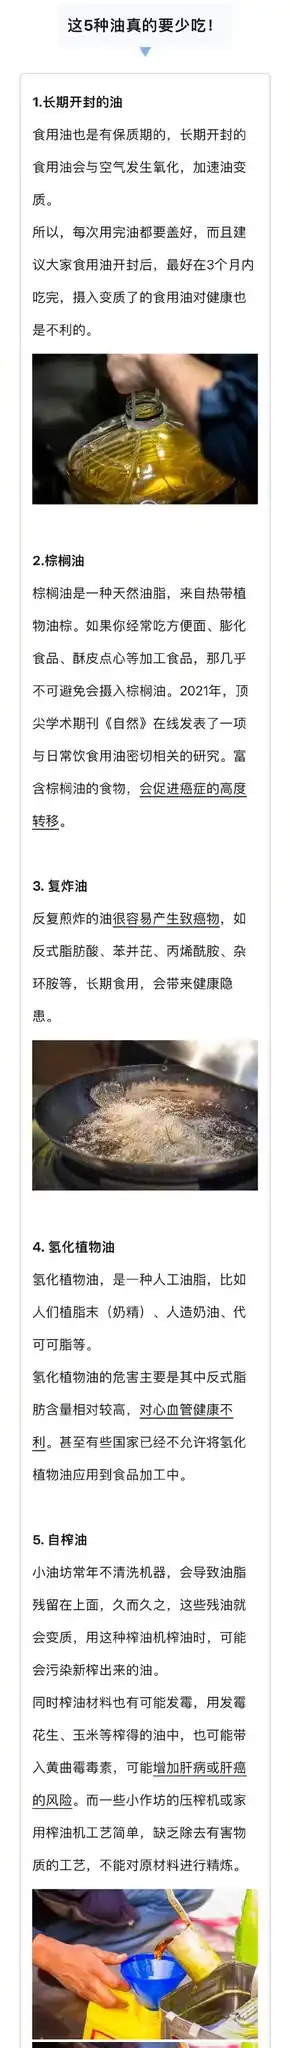 这5种油真的要少吃！
1.长期开封的油
食用油也是有保质期的，长期开封的
食用油会与空气发生氧化，加速油变
质。
所以，每次用完油都要盖好，而且建
议大家食用油开封后，最好在3个月内
吃完，摄入变质了的食用油对健康也
是不利的。
2.棕榈油
棕榈油是一种天然油脂，来自热带植
物油棕。如果你经常吃方便面、膨化
食品、酥皮点心等加工食品，那几乎
不可避免会摄入棕榈油。2021年，顶
尖学术期刊《自然》在线发表了一项
与日常饮食用油密切相关的研究。富
含棕榈油的食物，会促进癌症的高度
转移。
3. 复炸油
反复煎炸的油很容易产生致癌物，如
反式脂肪酸、苯并芘、丙烯酰胺、杂
环胺等，长期食用，会带来健康隐
患。
4. 氢化植物油
氢化植物油，是一种人工油脂，比如
人们植脂末（奶精）、人造奶油、代
可可脂等。
氢化植物油的危害主要是其中反式脂
肪含量相对较高，对心血管健康不
利。甚至有些国家已经不允许将氢化
植物油应用到食品加工中。
5. 自榨油
小油坊常年不清洗机器，会导致油脂
残留在上面，久而久之，这些残油就
会变质，用这种榨油机榨油时，可能
会污染新榨出来的油。
同时榨油材料也有可能发霉，用发霉
花生、玉米等榨得的油中，也可能带
入黄曲霉毒素，可能增加肝病或肝癌
的风险。而一些小作坊的压榨机或家
用榨油机工艺简单，缺乏除去有害物
质的工艺，不能对原材料进行精炼。